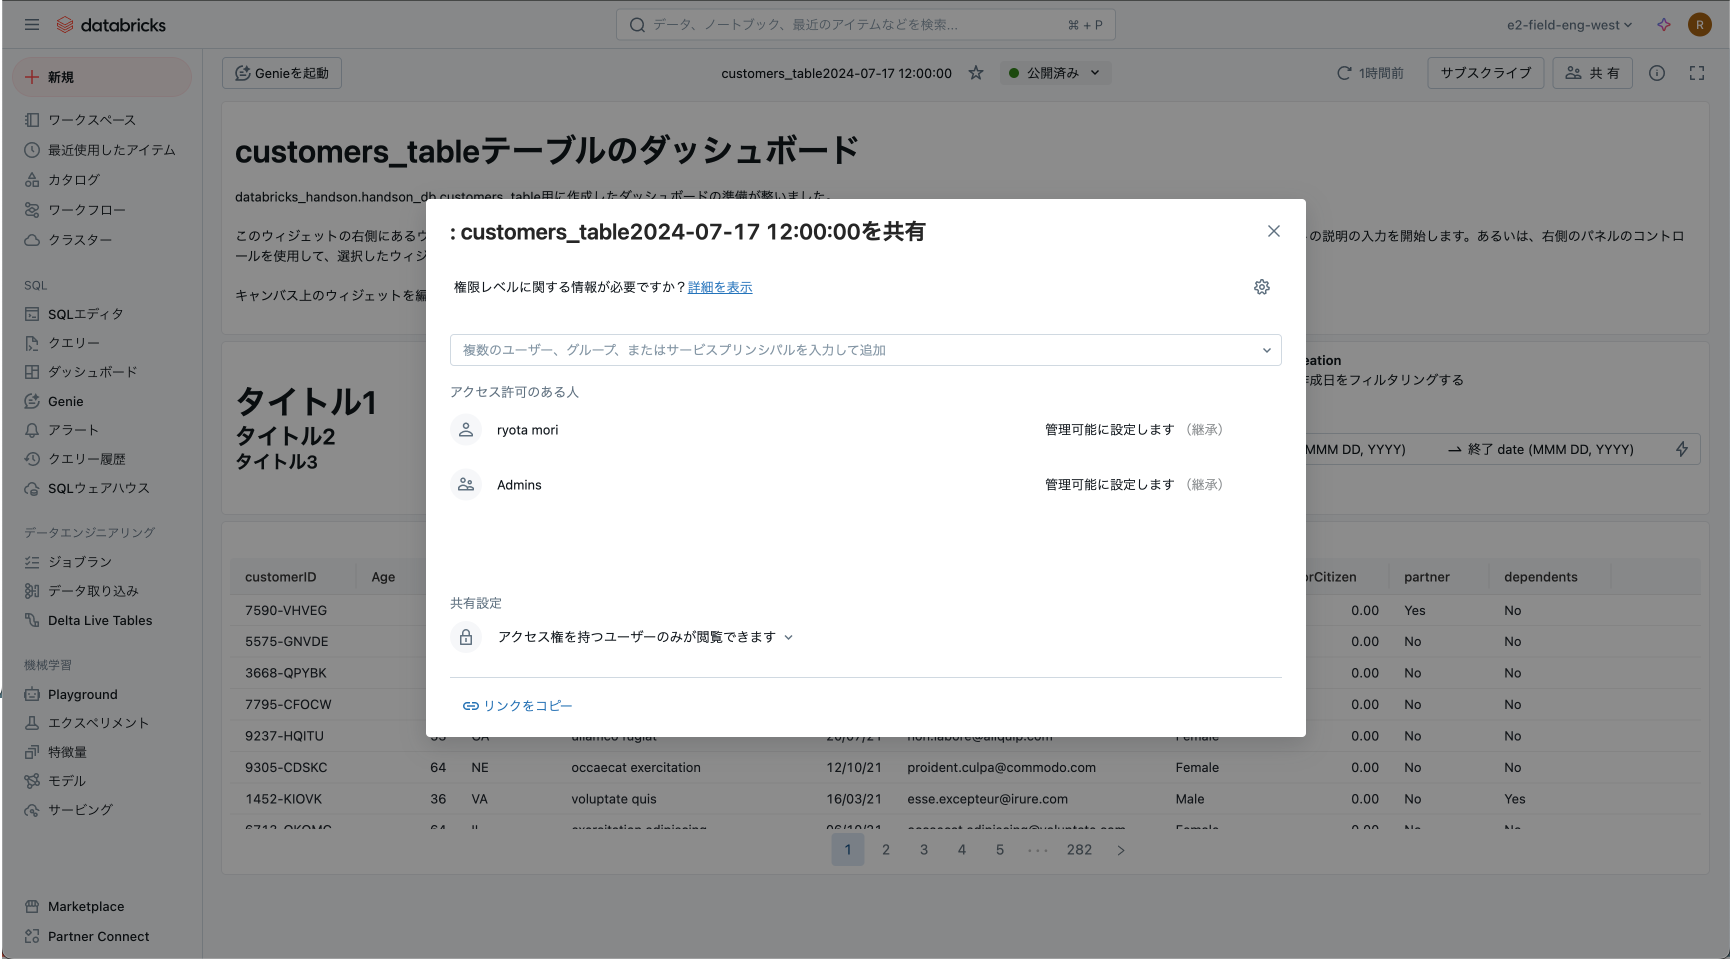 databricks
データ、ノートブック、最近のアイテムなどを検索...
⌘ + P
e2-field-eng-west
R
新規
Genieを起動
customers_table2024-07-17 12:00:00
公開済み
1時間前
サブスクライブ
共 有
ワークスペース
最近使用したアイテム
カタログ
ワークフロー
クラスター
SQL
SQLエディタ
クエリー
ダッシュボード
Genie
アラート
クエリー履歴
SQLウェアハウス
データエンジニアリング
ジョブラン
データ取り込み
Delta Live Tables
機械学習
Playground
エクスペリメント
特徴量
モデル
サービング
Marketplace
Partner Connect
customers_tableテーブルのダッシュボード
databricks_handson.handson_db.customers_table用に作成したダッシュボードの準備が整いました。
このウィジェットの右側にある
の説明の入力を開始します。あるいは、右側のパネルのコントロ
ールを使用して、選択したウィジ
キャンバス上のウィジェットを編
タイトル1
タイトル2
タイトル3
eation
作成日をフィルタリングする
MMM DD, YYYY)
終了 date (MMM DD, YYYY)
: customers_table2024-07-17 12:00:00を共有
権限レベルに関する情報が必要ですか？詳細を表示
複数のユーザー、グループ、またはサービスプリンシパルを入力して追加
アクセス許可のある人
ryota mori 管理可能に設定します （継承）
Admins 管理可能に設定します （継承）
共有設定
アクセス権を持つユーザーのみが閲覧できます
リンクをコピー
customerID Age rCitizen partner dependents
7590-VHVEG 0.00 Yes No
5575-GNVDE 0.00 No No
3668-QPYBK 0.00 No No
7795-CFOCW 0.00 No No
9237-HQITU 20/07/21 non.labore@aliquip.com Female 0.00 No No
9305-CDSKC 64 NE occaecat exercitation 12/10/21 proident.culpa@commodo.com Female 0.00 No No
1452-KIOVK 36 VA voluptate quis 16/03/21 esse.excepteur@irure.com Male 0.00 No Yes
1 2 3 4 5 ··· 282